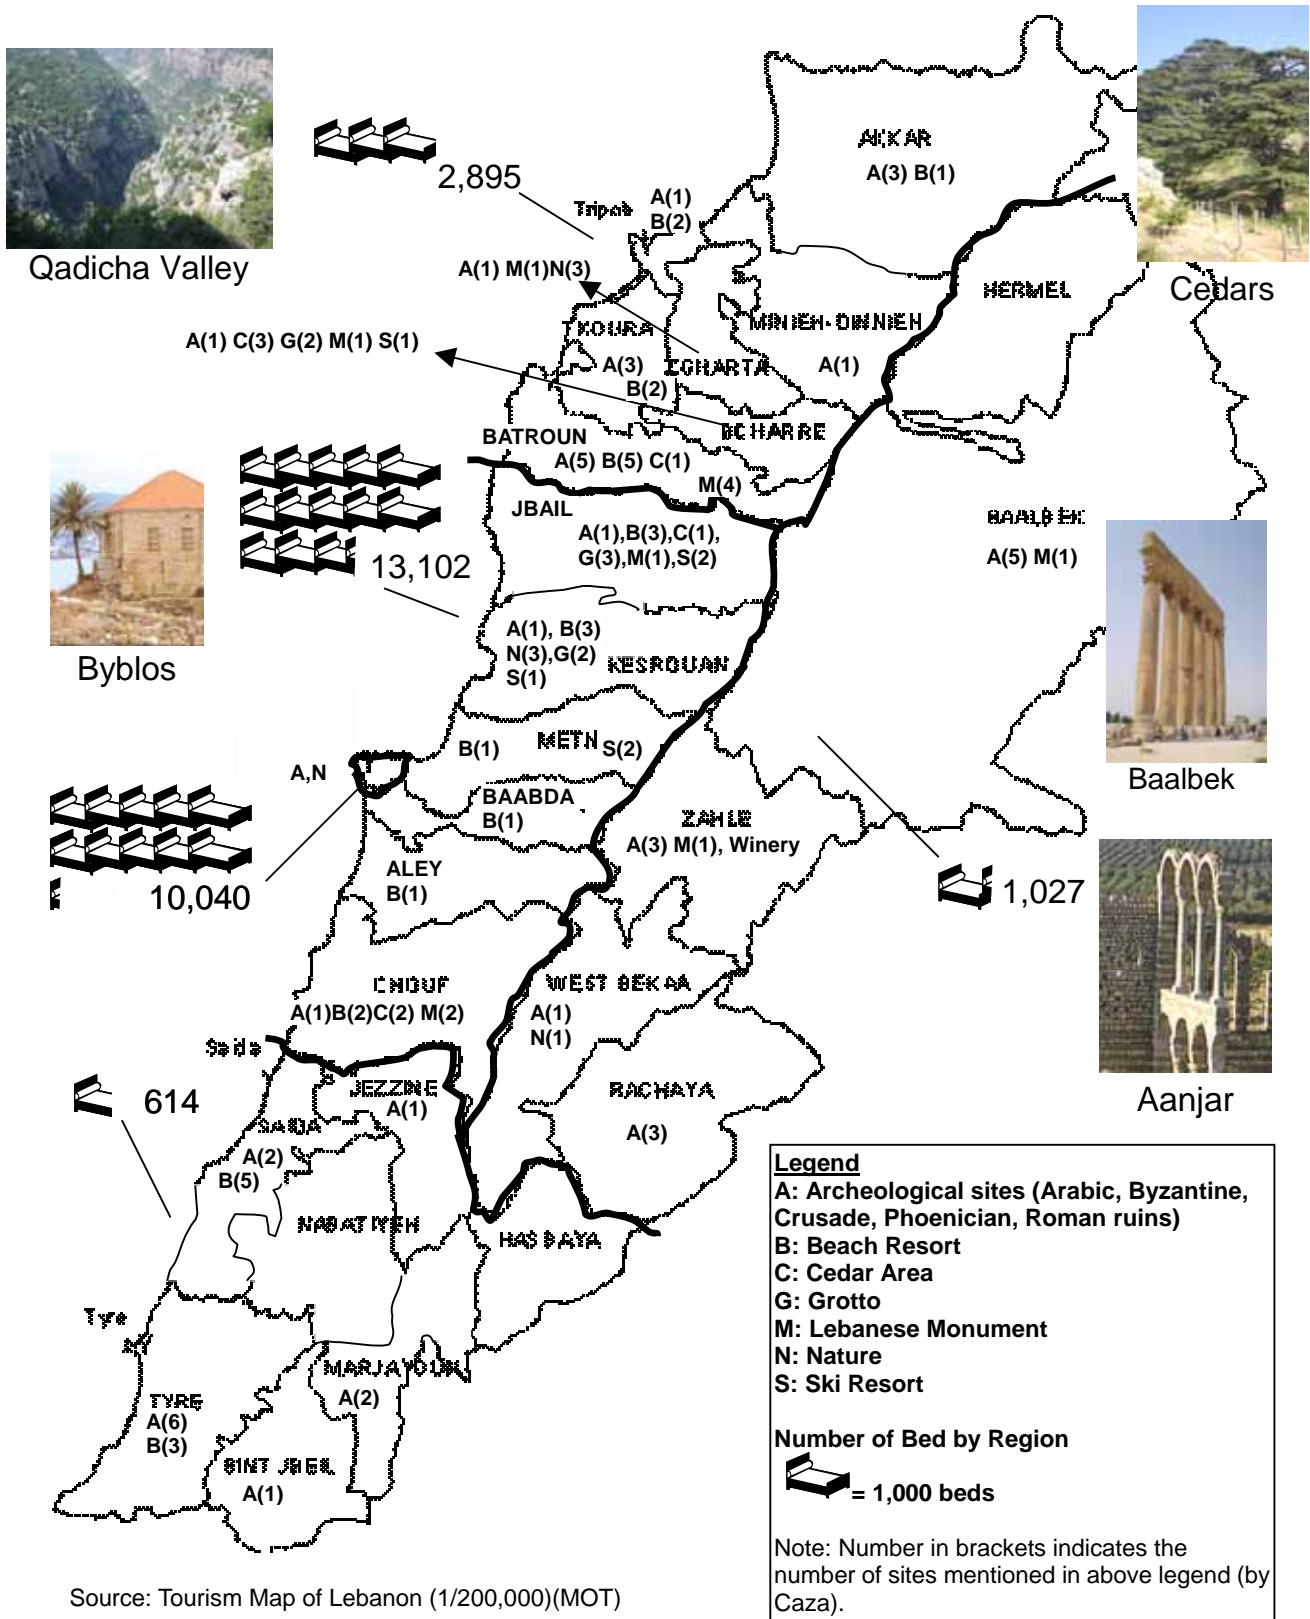 AKKAR
A(3) B(1)
2,895
Tripoli
A(1)
B(2)
Qadicha Valley
Cedars
A(1) M(1)N(3)
HERMEL
MINIEH-DINNIEH
A(1)
KOURA
A(3)
B(2)
ZGHARTA
A(1) C(3) G(2) M(1) S(1)
BCHARRE
BATROUN
A(5) B(5) C(1)
M(4)
JBAIL
A(1),B(3),C(1),
G(3),M(1),S(2)
BAALBEK
A(5) M(1)
13,102
Byblos
A(1), B(3)
N(3),G(2)
S(1)
KESROUAN
Baalbek
B(1)
METN
S(2)
A,N
BAABDA
B(1)
ZAHLE
A(3) M(1), Winery
ALEY
B(1)
10,040
1,027
CHOUF
A(1)B(2)C(2) M(2)
WEST BEKAA
A(1)
N(1)
Saida
Aanjar
614
JEZZINE
A(1)
RACHAYA
A(3)
SAIDA
A(2)
B(5)
NABATIYEH
HASBAYA
Tyre
MARJAYOUN
A(2)
TYRE
A(6)
B(3)
BINT JBEIL
A(1)
Legend
A: Archeological sites (Arabic, Byzantine,
Crusade, Phoenician, Roman ruins)
B: Beach Resort
C: Cedar Area
G: Grotto
M: Lebanese Monument
N: Nature
S: Ski Resort
Number of Bed by Region
= 1,000 beds
Note: Number in brackets indicates the
number of sites mentioned in above legend (by
Caza).
Source: Tourism Map of Lebanon (1/200,000)(MOT)